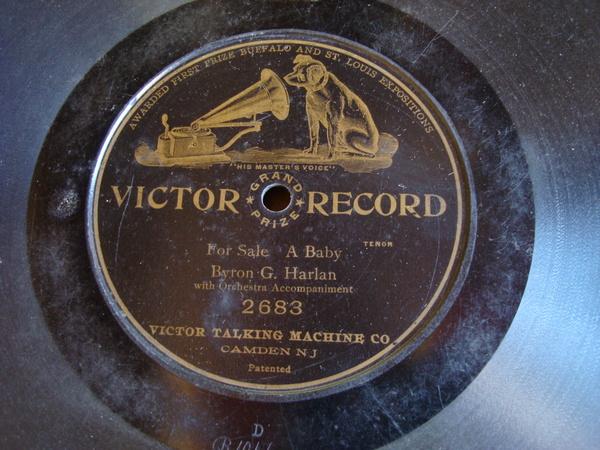 AWARDED FIRST PRIZE BUFFALO AND ST. LOUIS EXPOSITIONS
"HIS MASTER'S VOICE"
GRAND PRIZE
VICTOR RECORD
TENOR
For Sale A Baby
Byron G. Harlan
with Orchestra Accompaniment
2683
VICTOR TALKING MACHINE CO.
CAMDEN N J
Patented
D